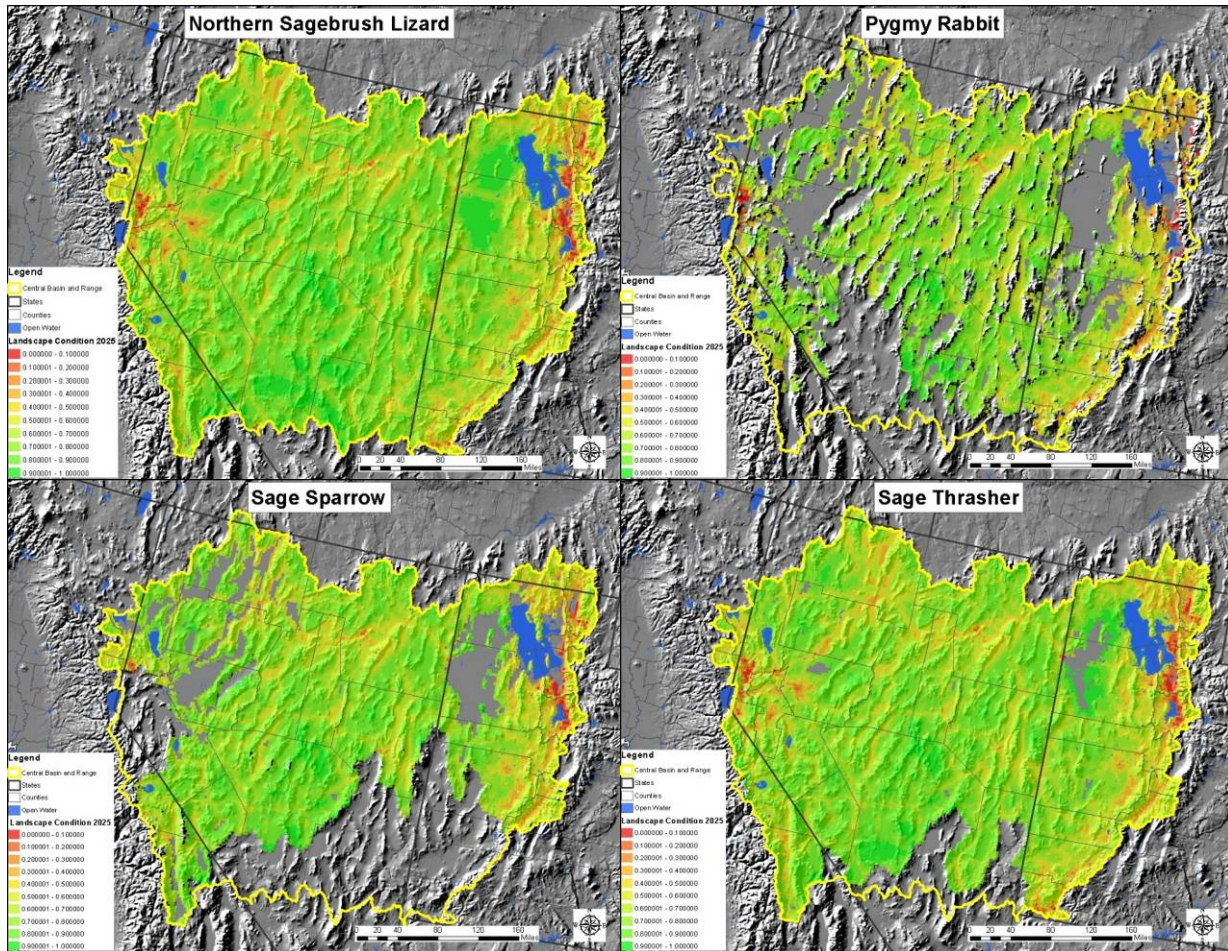 Northern Sagebrush Lizard
Legend
Central Basin and Range
States
Counties
Open Water
Landscape Condition 2025
0.000000 - 0.100000
0.100001 - 0.200000
0.200001 - 0.300000
0.300001 - 0.400000
0.400001 - 0.500000
0.500001 - 0.600000
0.600001 - 0.700000
0.700001 - 0.800000
0.800001 - 0.900000
0.900001 - 1.000000
0 20 40 80 120 160
Miles
Pygmy Rabbit
Legend
Central Basin and Range
States
Counties
Open Water
Landscape Condition 2025
0.000000 - 0.100000
0.100001 - 0.200000
0.200001 - 0.300000
0.300001 - 0.400000
0.400001 - 0.500000
0.500001 - 0.600000
0.600001 - 0.700000
0.700001 - 0.800000
0.800001 - 0.900000
0.900001 - 1.000000
0 20 40 80 120 160
Miles
Sage Sparrow
Legend
Central Basin and Range
States
Counties
Open Water
Landscape Condition 2025
0.000000 - 0.100000
0.100001 - 0.200000
0.200001 - 0.300000
0.300001 - 0.400000
0.400001 - 0.500000
0.500001 - 0.600000
0.600001 - 0.700000
0.700001 - 0.800000
0.800001 - 0.900000
0.900001 - 1.000000
0 20 40 80 120 160
Miles
Sage Thrasher
Legend
Central Basin and Range
States
Counties
Open Water
Landscape Condition 2025
0.000000 - 0.100000
0.100001 - 0.200000
0.200001 - 0.300000
0.300001 - 0.400000
0.400001 - 0.500000
0.500001 - 0.600000
0.600001 - 0.700000
0.700001 - 0.800000
0.800001 - 0.900000
0.900001 - 1.000000
0 20 40 80 120 160
Miles